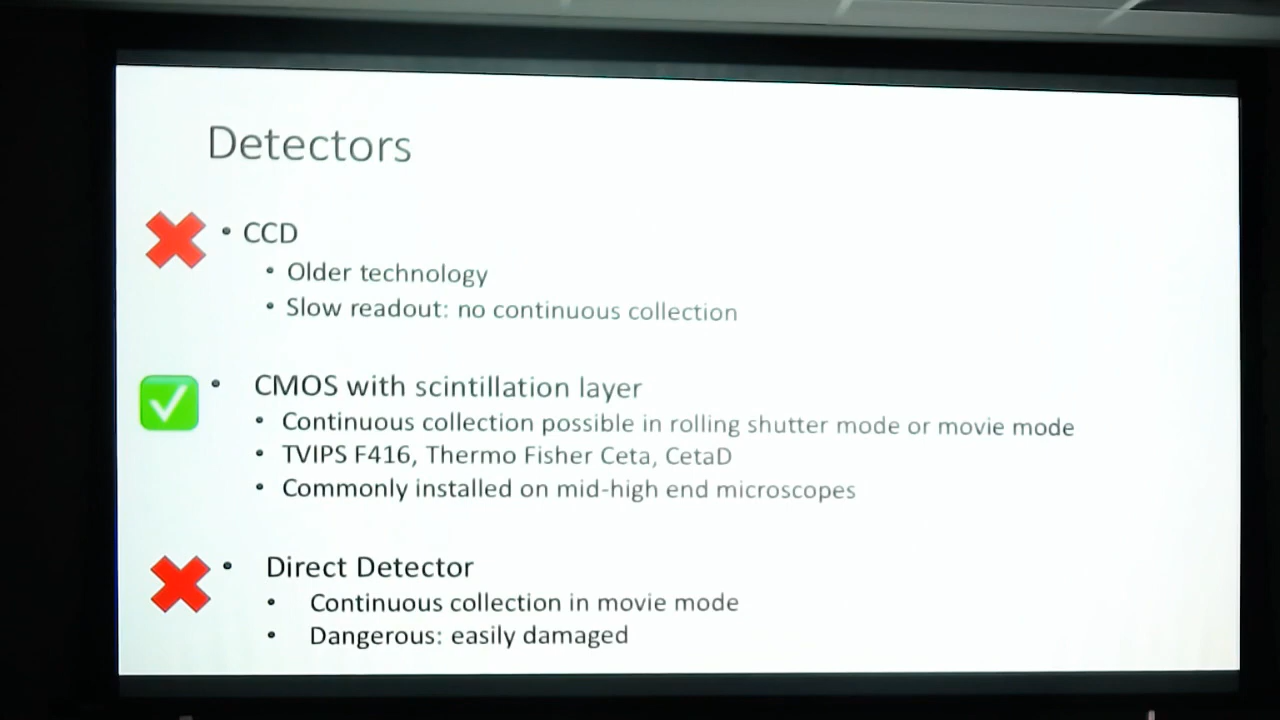 Detectors
• CCD
• Older technology
• Slow readout: no continuous collection
• CMOS with scintillation layer
• Continuous collection possible in rolling shutter mode or movie mode
• TVIPS F416, Thermo Fisher Ceta, CetaD
• Commonly installed on mid-high end microscopes
• Direct Detector
• Continuous collection in movie mode
• Dangerous: easily damaged